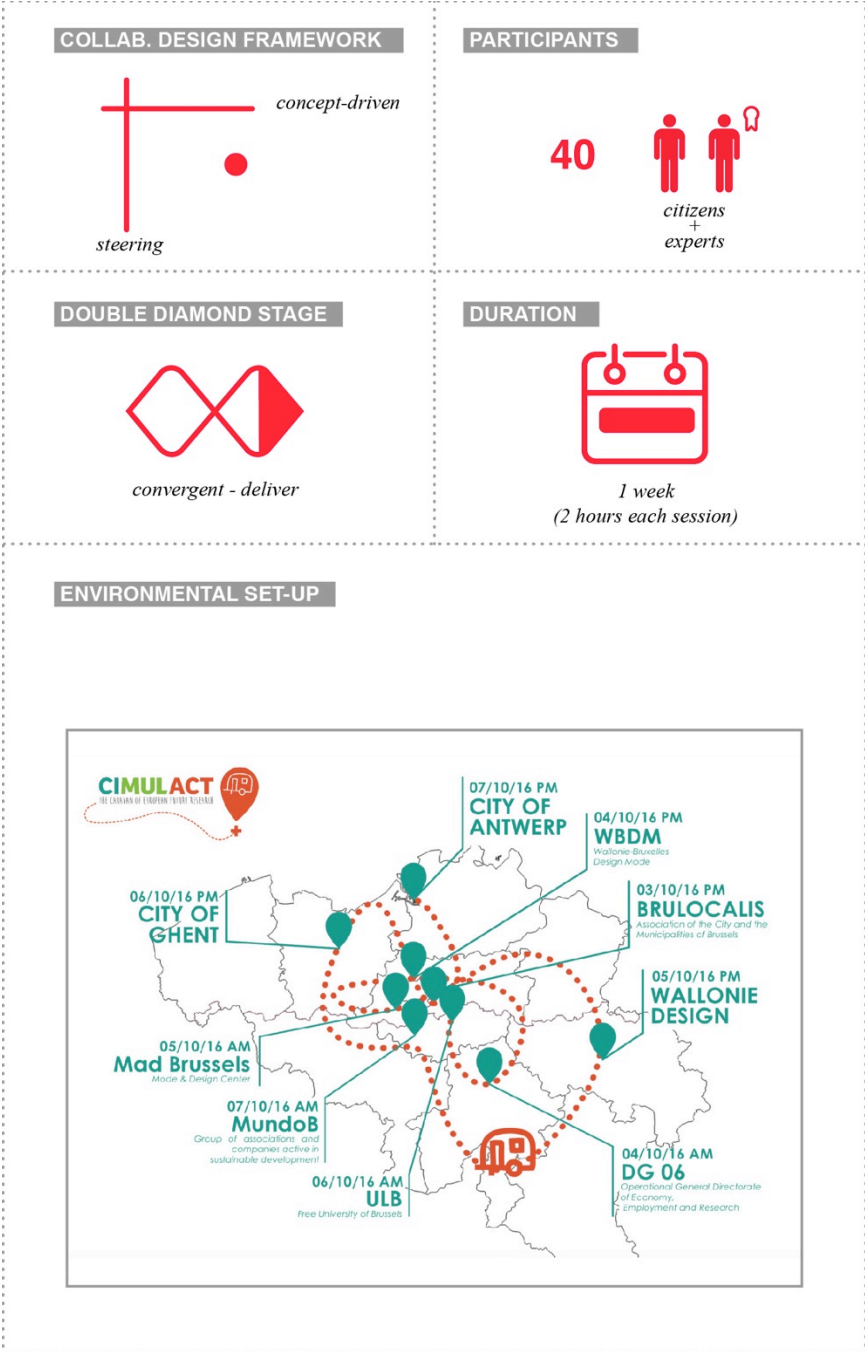 COLLAB. DESIGN FRAMEWORK
concept-driven
steering
PARTICIPANTS
40
citizens
+
experts
DOUBLE DIAMOND STAGE
convergent - deliver
DURATION
1 week
(2 hours each session)
ENVIRONMENTAL SET-UP
CIMULACT
THE CARAVAN OF EUROPEAN FUTURE RESEARCH
07/10/16 PM
CITY OF
ANTWERP
04/10/16 PM
WBDM
Wallonie-Bruxelles
Design Mode
06/10/16 PM
CITY OF
GHENT
03/10/16 PM
BRULOCALIS
Association of the City and the
Municipalities of Brussels
05/10/16 PM
WALLONIE
DESIGN
05/10/16 AM
Mad Brussels
Mode & Design Center
07/10/16 AM
MundoB
Group of associations and
companies active in
sustainable development
06/10/16 AM
ULB
Free University of Brussels
04/10/16 AM
DG 06
Operational General Directorate
of Economy,
Employment and Research